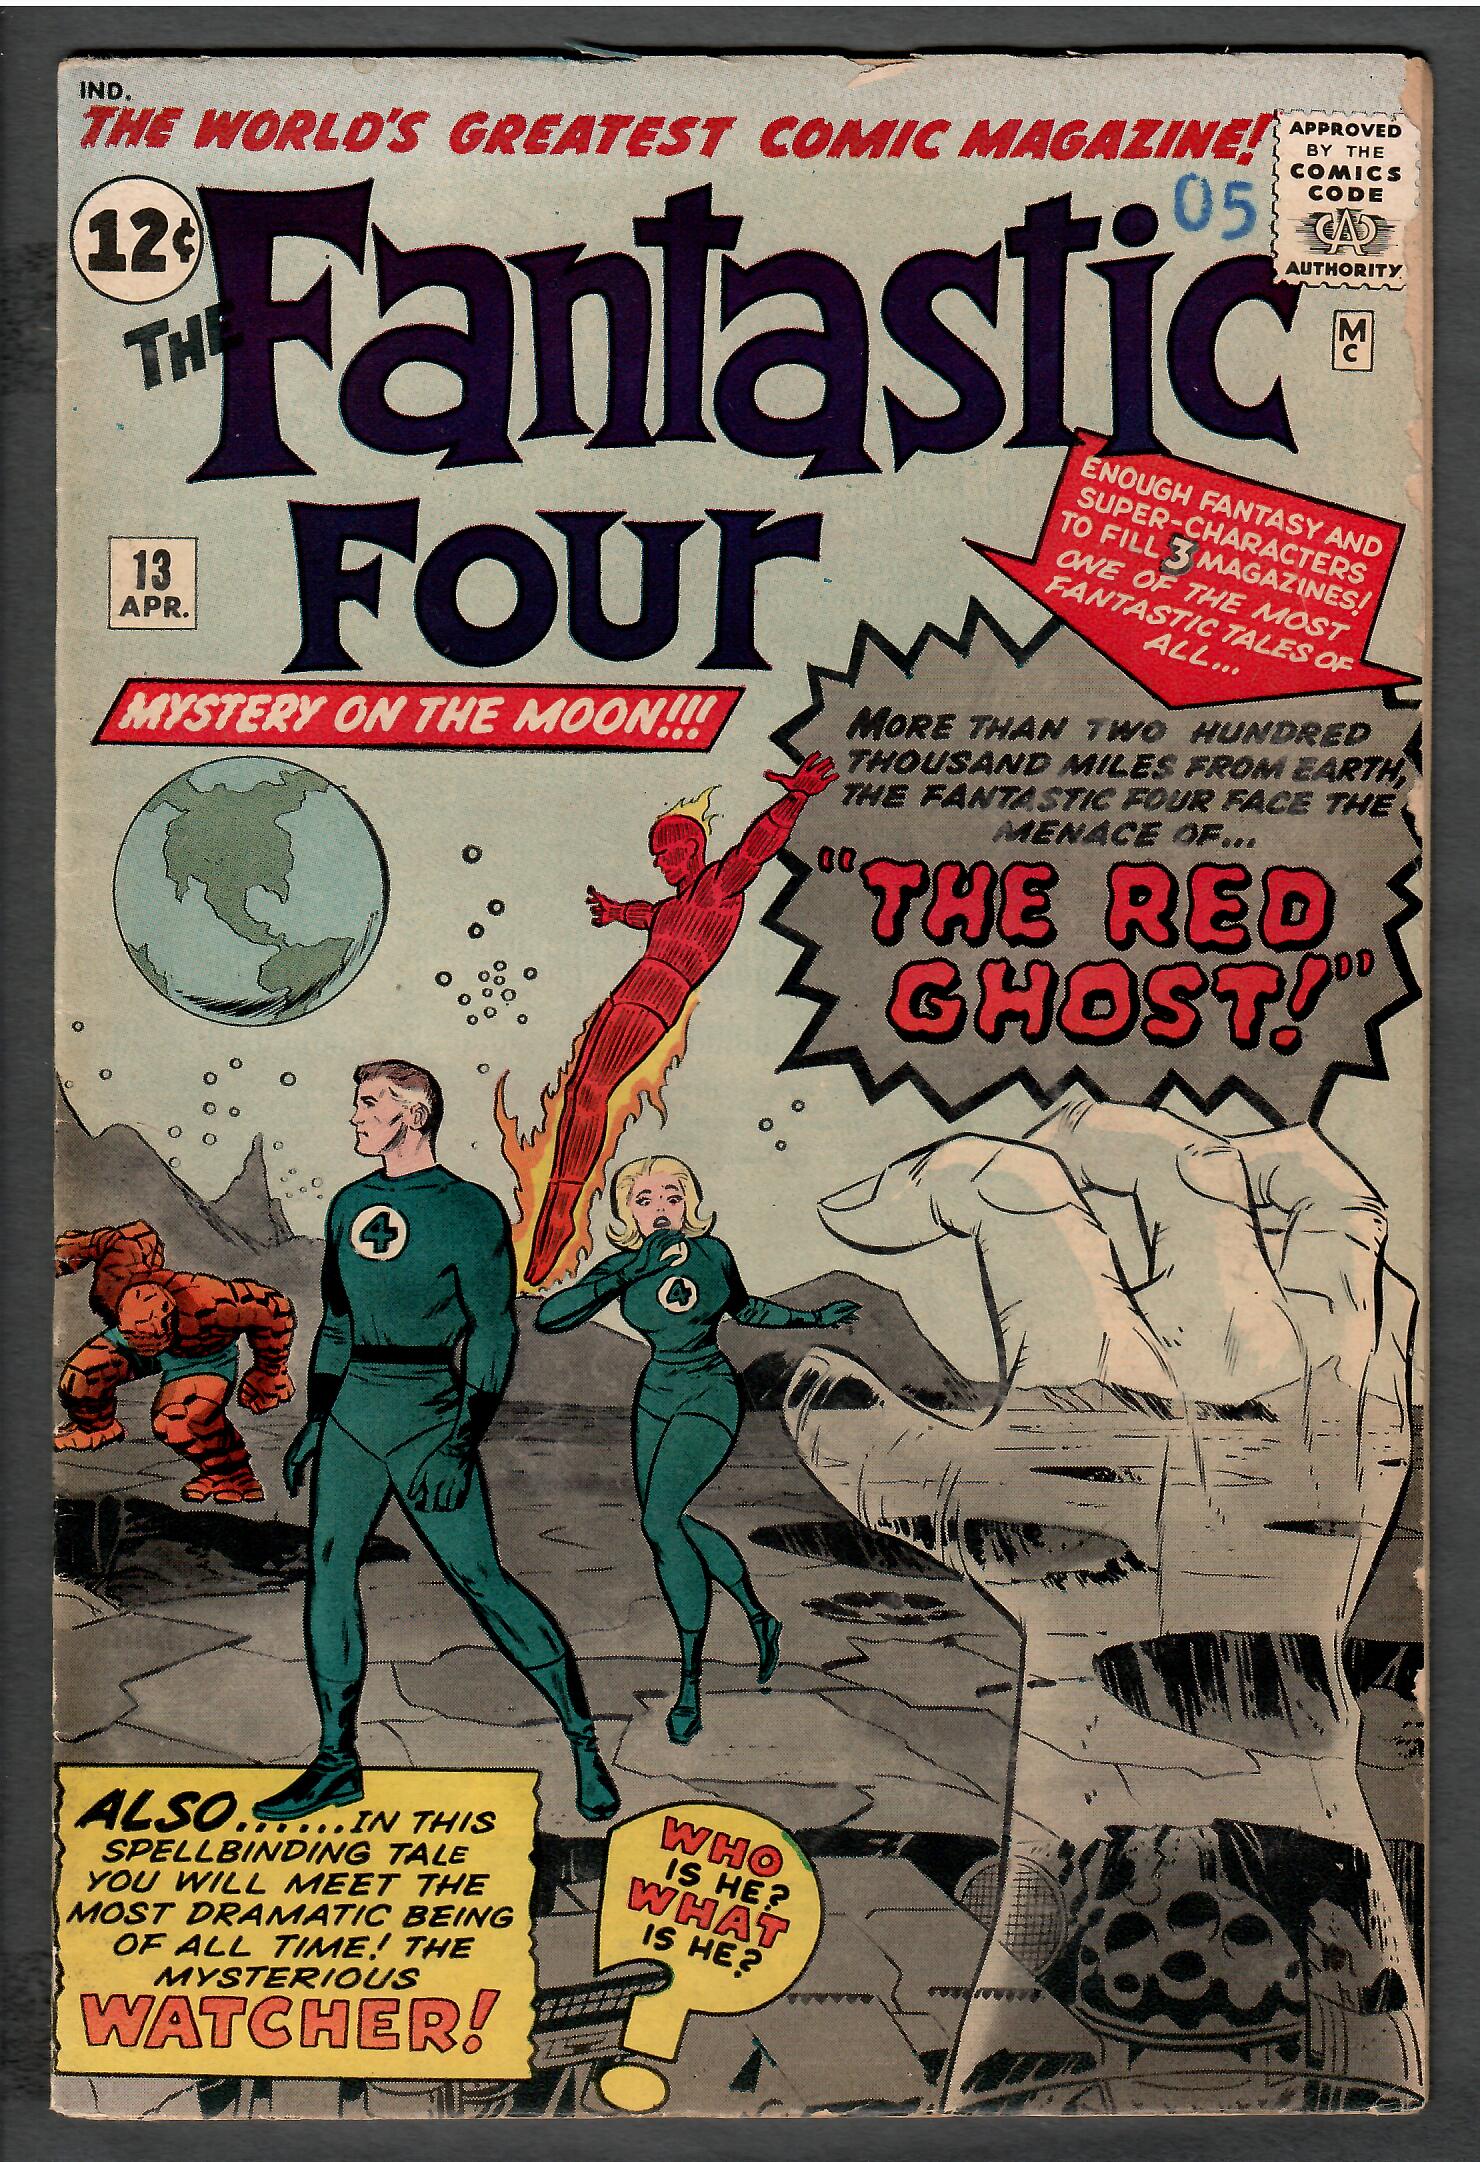 IND.
THE WORLD'S GREATEST COMIC MAGAZINE!
APPROVED
BY THE
COMICS
CODE
CA
AUTHORITY
05
12¢
THE
Fantastic
FOUR
M
C
13
APR.
ENOUGH FANTASY AND
SUPER-CHARACTERS
TO FILL 3 MAGAZINES!
ONE OF THE MOST
FANTASTIC TALES OF
ALL...
MYSTERY ON THE MOON!!!
MORE THAN TWO HUNDRED
THOUSAND MILES FROM EARTH,
THE FANTASTIC FOUR FACE THE
MENACE OF...
"THE RED
GHOST!"
4
4
ALSO.......IN THIS
SPELLBINDING TALE
YOU WILL MEET THE
MOST DRAMATIC BEING
OF ALL TIME! THE
MYSTERIOUS
WATCHER!
WHO
IS HE?
WHAT
IS HE?